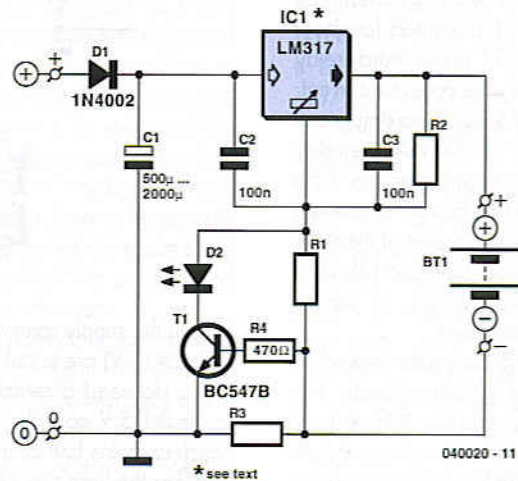 IC1 *
D1
LM317
1N4002
R2
C1
C2
C3
500µ ...
2000µ
100n
100n
D2
R1
BT1
T1
R4
470Ω
BC547B
0
0
R3
040020 - 11
* see text